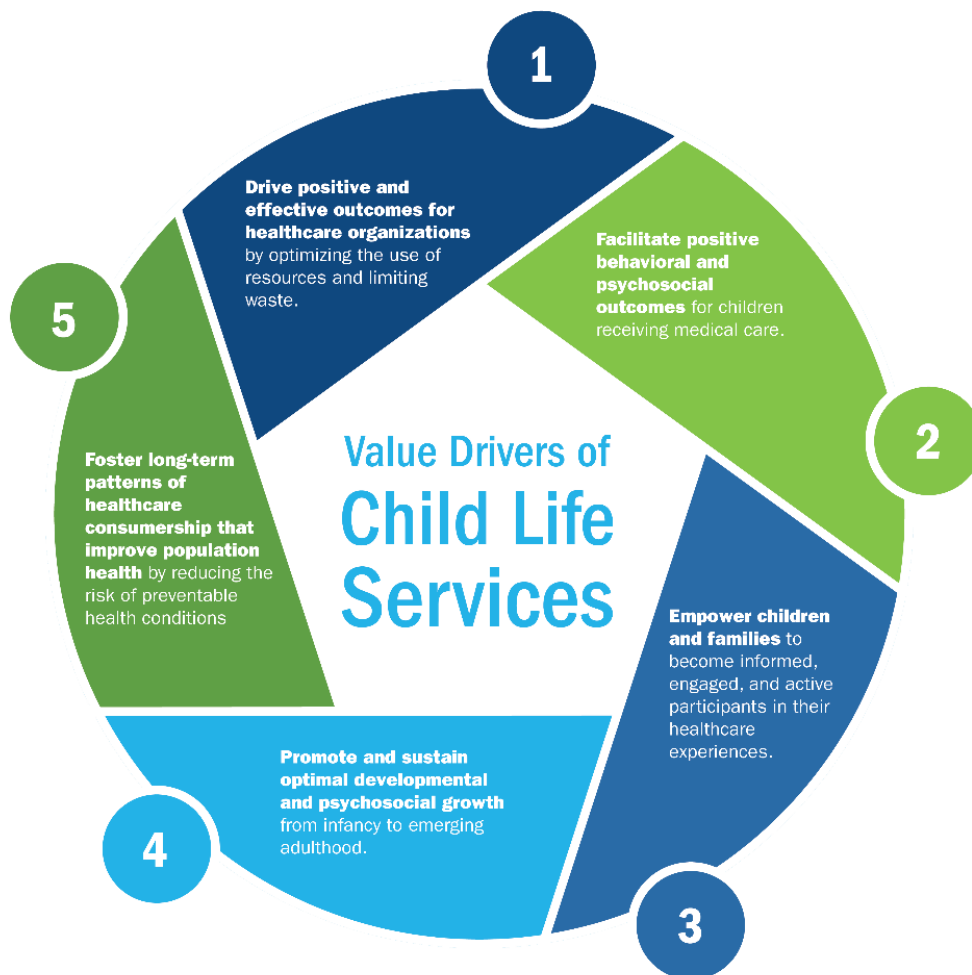 1
Drive positive and
effective outcomes for
healthcare organizations
by optimizing the use of
resources and limiting
waste.
2
Facilitate positive
behavioral and
psychosocial
outcomes for children
receiving medical care.
3
Empower children
and families to
become informed,
engaged, and active
participants in their
healthcare
experiences.
4
Promote and sustain
optimal developmental
and psychosocial growth
from infancy to emerging
adulthood.
5
Foster long-term
patterns of
healthcare
consumership that
improve population
health by reducing the
risk of preventable
health conditions
Value Drivers of
Child Life
Services